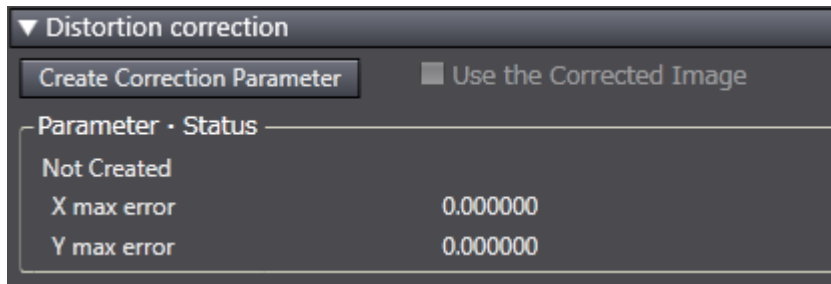 ▼ Distortion correction
Create Correction Parameter Use the Corrected Image
Parameter・Status
Not Created
X max error 0.000000
Y max error 0.000000